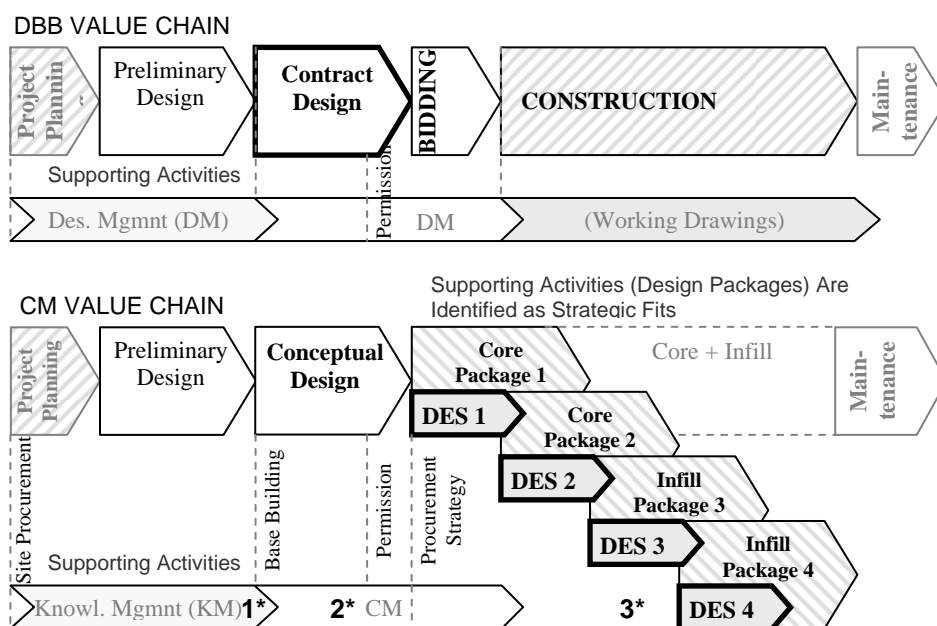 DBB VALUE CHAIN
Project
Plannin
Preliminary
Design
Contract
Design
BIDDING
CONSTRUCTION
Main-
tenance
Supporting Activities
Permission
Des. Mgmnt (DM)
DM
(Working Drawings)
Supporting Activities (Design Packages) Are
Identified as Strategic Fits
CM VALUE CHAIN
Project
Planning
Preliminary
Design
Conceptual
Design
Core
Package 1
Core + Infill
Main-
tenance
DES 1
Core
Package 2
DES 2
Infill
Package 3
DES 3
Infill
Package 4
DES 4
Site Procurement
Base Building
Permission
Procurement
Strategy
Supporting Activities
Knowl. Mgmnt (KM) 1*
2* CM
3*